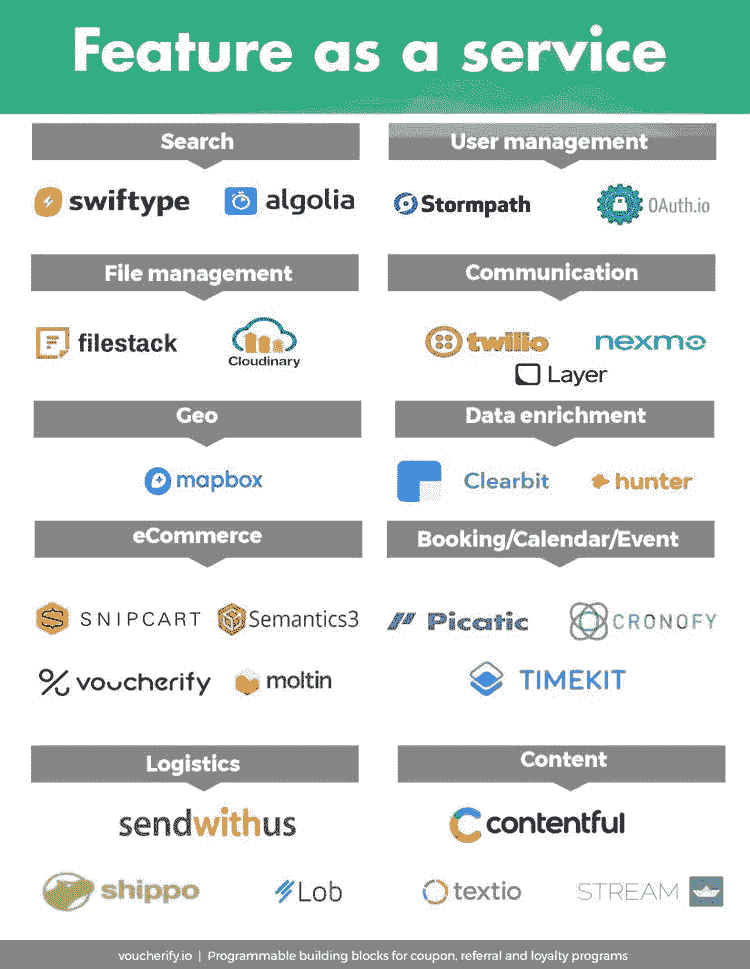 Feature as a service
Search
swiftype
algolia
User management
Stormpath
OAuth.io
File management
filestack
Cloudinary
Communication
twilio
nexmo
Layer
Geo
mapbox
Data enrichment
Clearbit
hunter
eCommerce
SNIPCART
Semantics3
voucherify
moltin
Booking/Calendar/Event
Picatic
CRONOFY
TIMEKIT
Logistics
sendwithus
shippo
Lob
Content
contentful
textio
STREAM
voucherify.io | Programmable building blocks for coupon, referral and loyalty programs